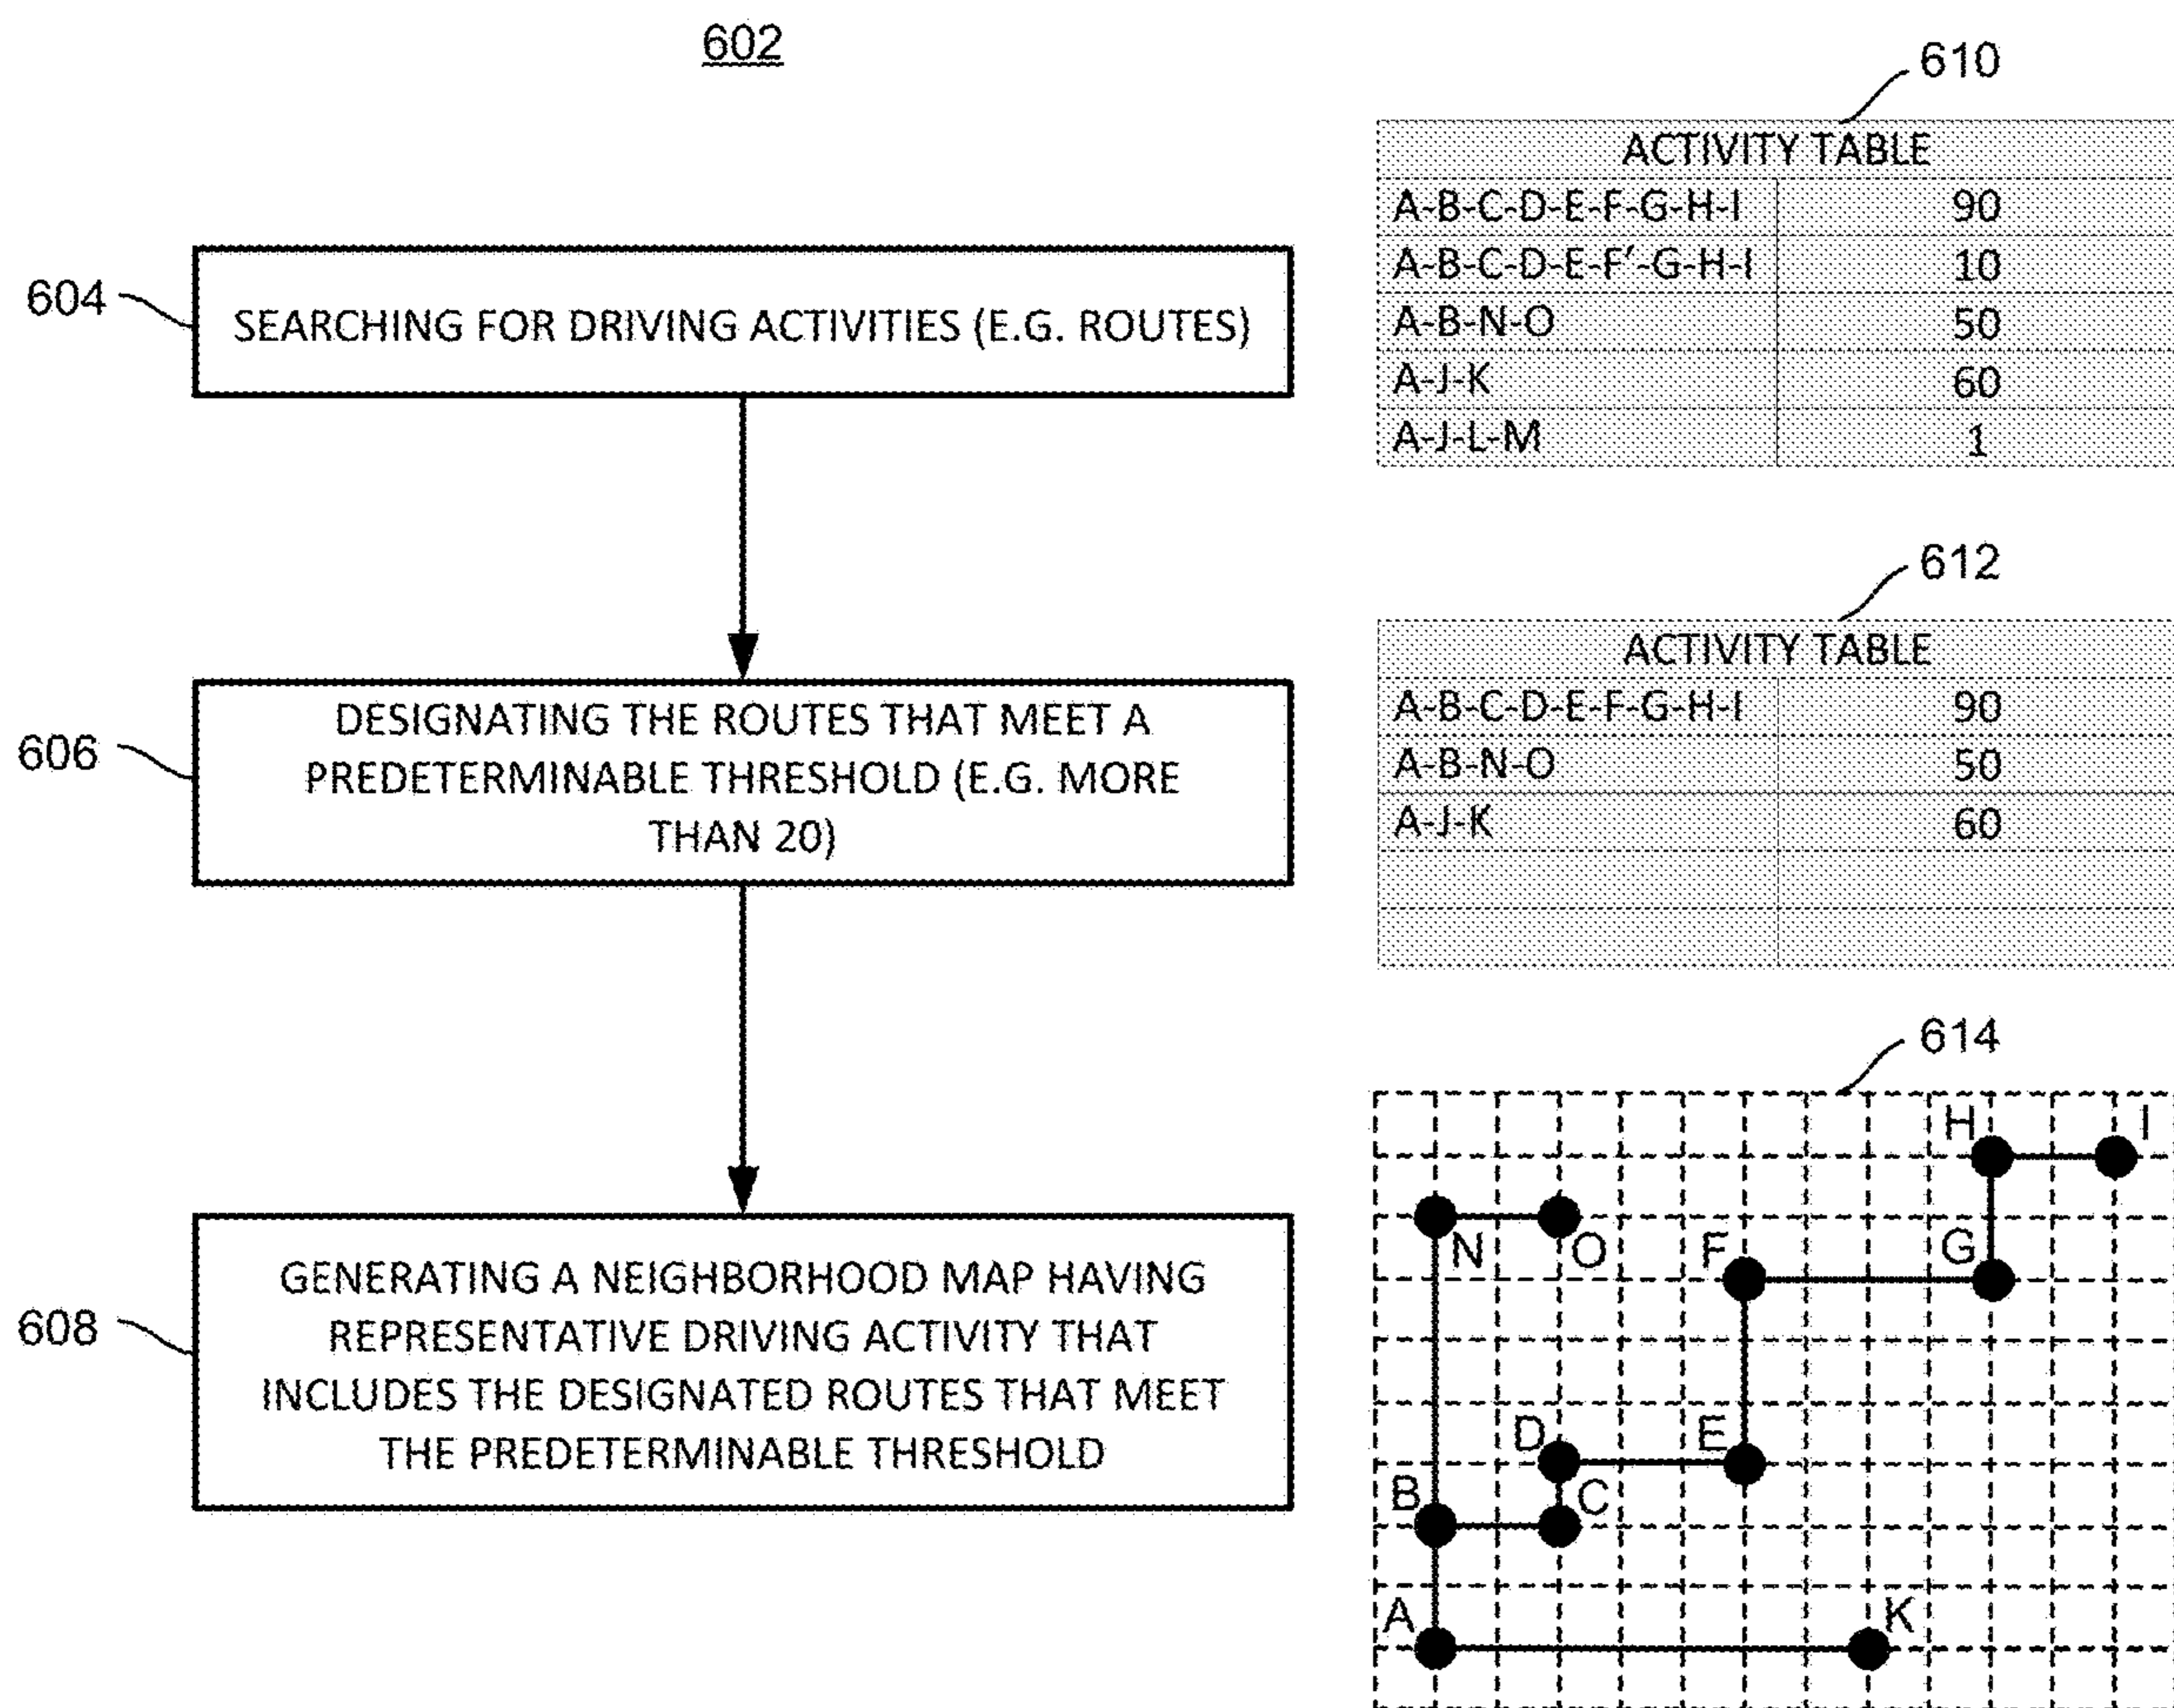 602
604
SEARCHING FOR DRIVING ACTIVITIES (E.G. ROUTES)
606
DESIGNATING THE ROUTES THAT MEET A
PREDETERMINABLE THRESHOLD (E.G. MORE
THAN 20)
608
GENERATING A NEIGHBORHOOD MAP HAVING
REPRESENTATIVE DRIVING ACTIVITY THAT
INCLUDES THE DESIGNATED ROUTES THAT MEET
THE PREDETERMINABLE THRESHOLD
610
ACTIVITY TABLE
A-B-C-D-E-F-G-H-I 90
A-B-C-D-E-F'-G-H-I 10
A-B-N-O 50
A-J-K 60
A-J-L-M 1
612
ACTIVITY TABLE
A-B-C-D-E-F-G-H-I 90
A-B-N-O 50
A-J-K 60
614
H I
N O F G
D E
B C
A K